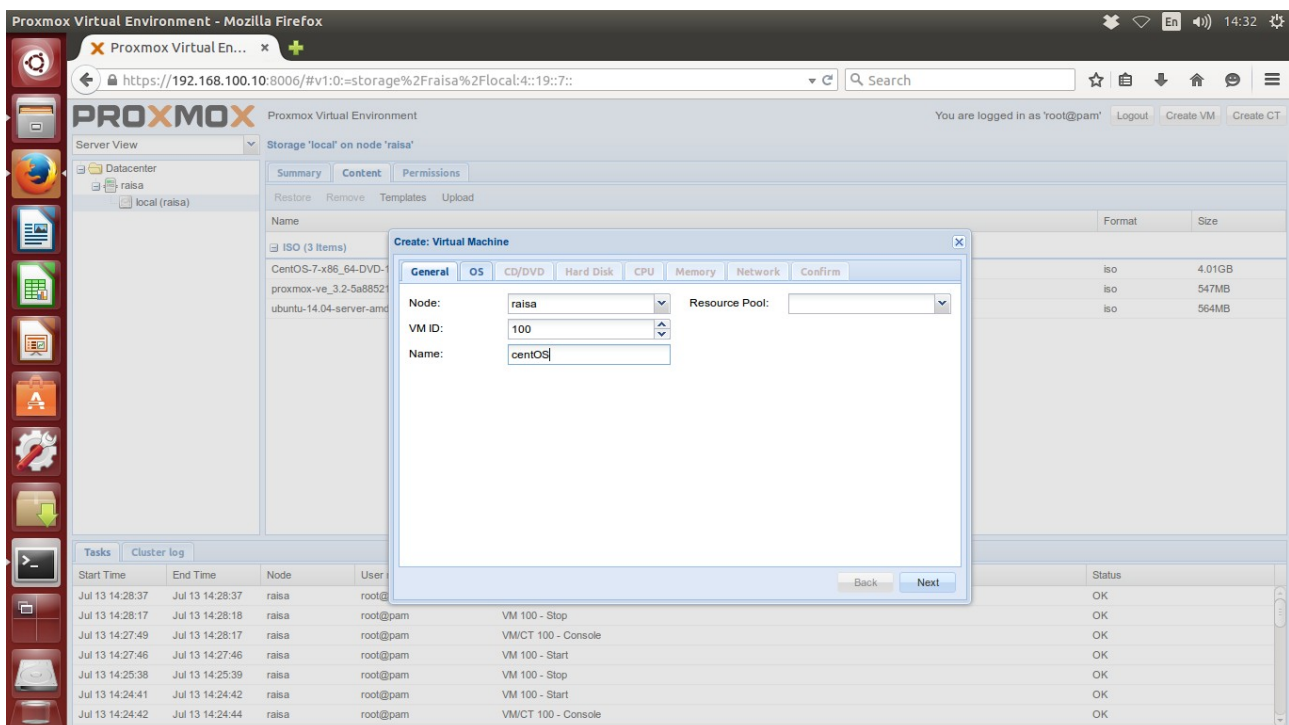 Proxmox Virtual Environment - Mozilla Firefox En 14:32
Proxmox Virtual En...
https://192.168.100.10:8006/#v1:0:=storage%2Fraisa%2Flocal:4::19::7:: Search
PROXMOX Proxmox Virtual Environment You are logged in as 'root@pam' Logout Create VM Create CT
Server View Storage 'local' on node 'raisa'
Datacenter Summary Content Permissions
raisa
local (raisa) Restore Remove Templates Upload
Name Format Size
ISO (3 Items)
CentOS-7-x86_64-DVD-1 iso 4.01GB
proxmox-ve_3.2-5a88521 iso 547MB
ubuntu-14.04-server-amd iso 564MB
Create: Virtual Machine
General OS CD/DVD Hard Disk CPU Memory Network Confirm
Node: raisa Resource Pool:
VM ID: 100
Name: centOS
Back Next
Tasks Cluster log
Start Time End Time Node User Status
Jul 13 14:28:37 Jul 13 14:28:37 raisa root@ OK
Jul 13 14:28:17 Jul 13 14:28:18 raisa root@pam VM 100 - Stop OK
Jul 13 14:27:49 Jul 13 14:28:17 raisa root@pam VM/CT 100 - Console OK
Jul 13 14:27:46 Jul 13 14:27:46 raisa root@pam VM 100 - Start OK
Jul 13 14:25:38 Jul 13 14:25:39 raisa root@pam VM 100 - Stop OK
Jul 13 14:24:41 Jul 13 14:24:42 raisa root@pam VM 100 - Start OK
Jul 13 14:24:42 Jul 13 14:24:44 raisa root@pam VM/CT 100 - Console OK